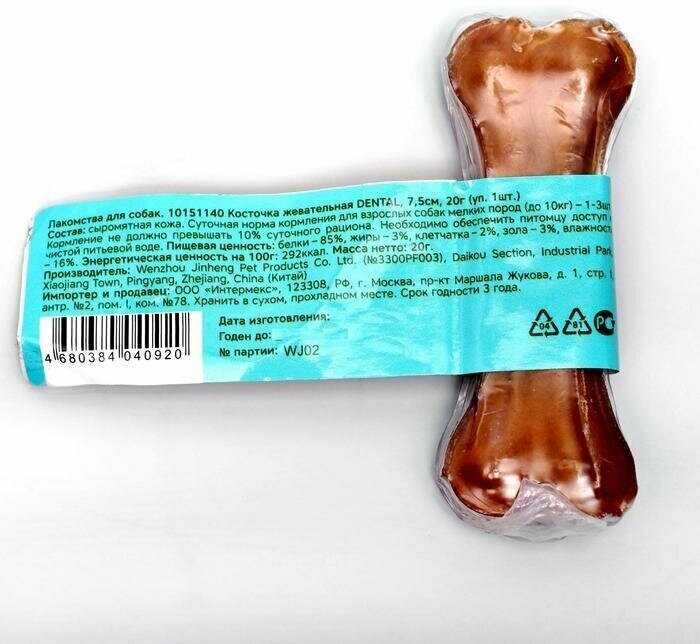 Лакомства для собак. 10151140 Косточка жевательная DENTAL, 7,5см, 20г (уп. 1шт.)
Состав: сыромятная кожа. Суточная норма кормления для взрослых собак мелких пород (до 10кг) – 1-3шт
Кормление не должно превышать 10% суточного рациона. Необходимо обеспечить питомцу доступ
чистой питьевой воде. Пищевая ценность: белки – 85%, жиры – 3%, клетчатка – 2%, зола – 3%, влажность
– 16%. Энергетическая ценность на 100г: 292ккал. Масса нетто: 20г.
Производитель: Wenzhou Jinheng Pet Products Co. Ltd. (№3300PF003), Daikou Section, Industrial Park,
Xiaojiang Town, Pingyang, Zhejiang, China (Китай)
Импортер и продавец: ООО «Интермекс», 123308, РФ, г. Москва, пр-кт Маршала Жукова, д. 1, стр. 1,
антр. №2, пом. I, ком. №78. Хранить в сухом, прохладном месте. Срок годности 3 года.
Дата изготовления:
Годен до:
№ партии: WJ02
4 680384 040920
04 81